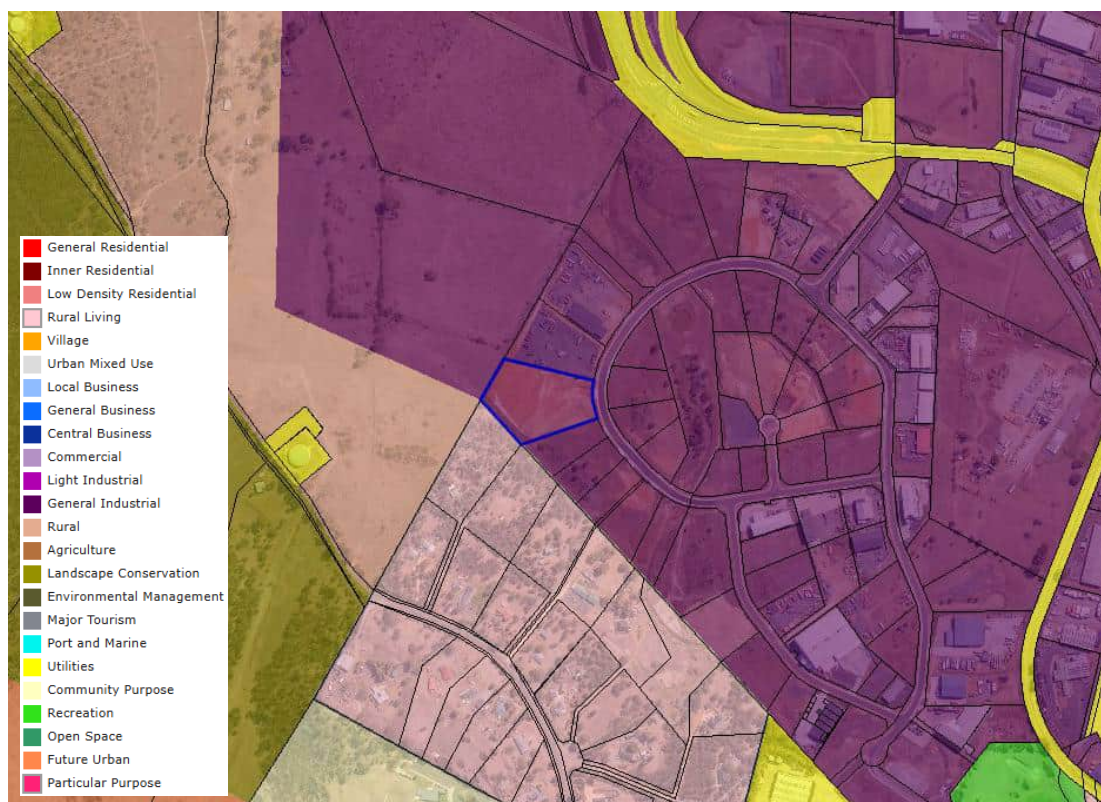 General Residential
Inner Residential
Low Density Residential
Rural Living
Village
Urban Mixed Use
Local Business
General Business
Central Business
Commercial
Light Industrial
General Industrial
Rural
Agriculture
Landscape Conservation
Environmental Management
Major Tourism
Port and Marine
Utilities
Community Purpose
Recreation
Open Space
Future Urban
Particular Purpose